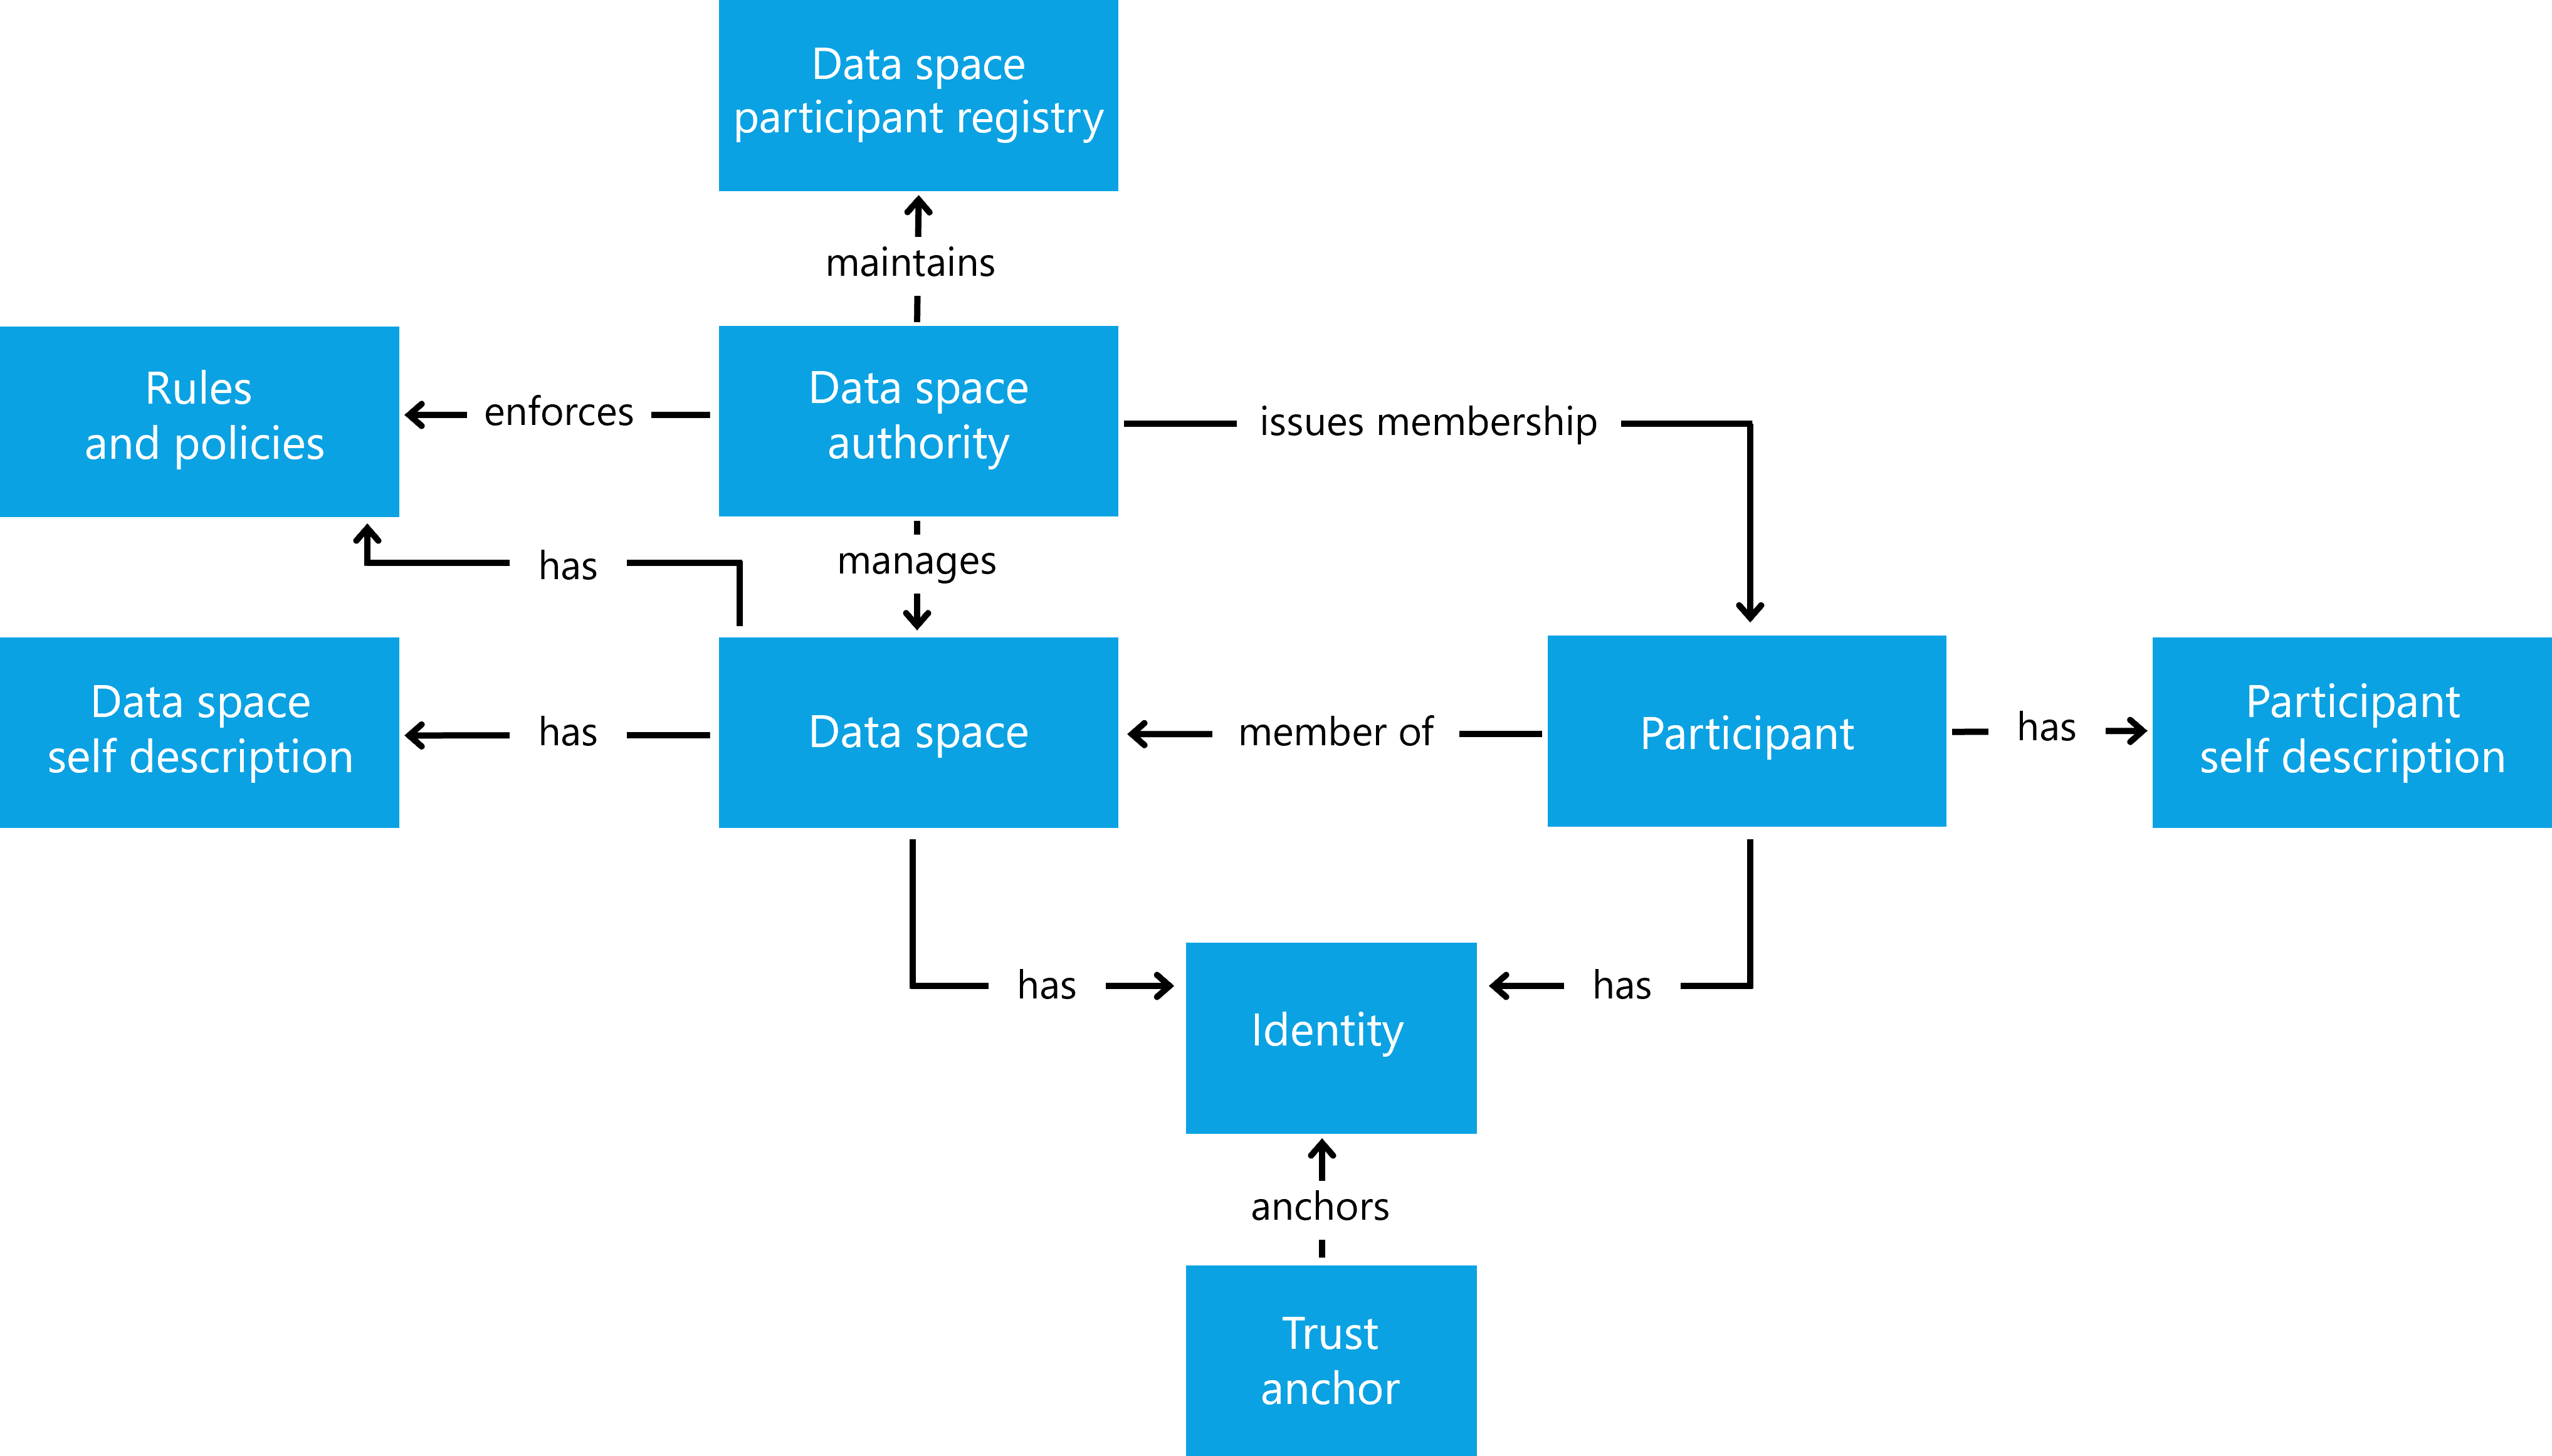 Data space
participant registry
maintains
Rules
and policies
enforces
Data space
authority
issues membership
has
manages
Data space
self description
has
Data space
member of
Participant
has
Participant
self description
has
Identity
has
anchors
Trust
anchor